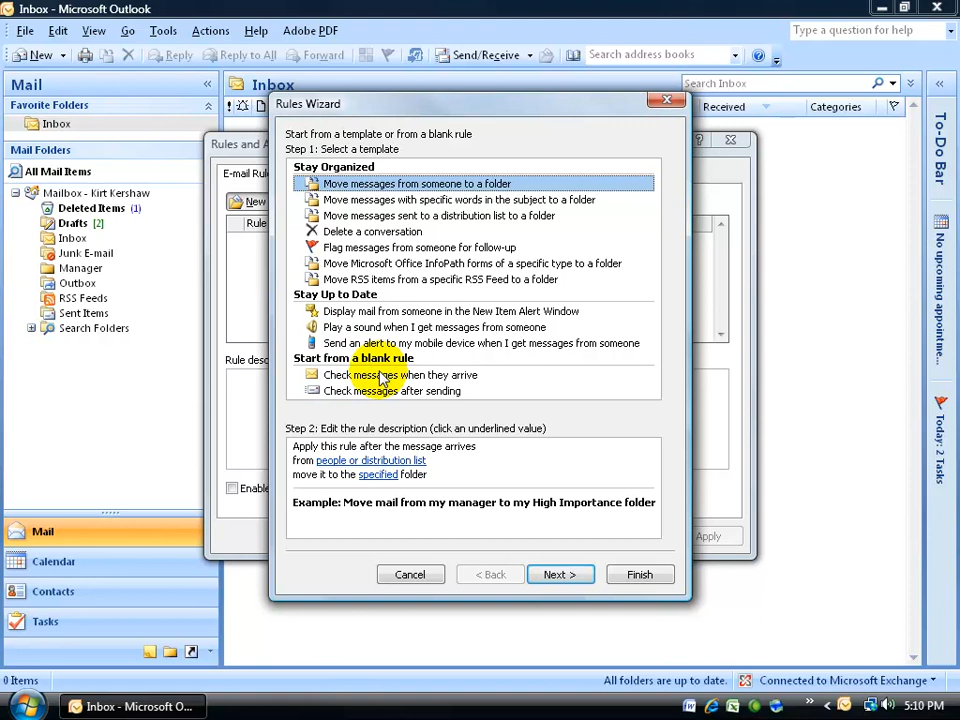 Inbox - Microsoft Outlook
File Edit View Go Tools Actions Help Adobe PDF
Type a question for help
New Reply Reply to All Forward Send/Receive Search address books
Mail «
Favorite Folders
Inbox
Mail Folders
All Mail Items
Mailbox - Kirt Kershaw
Deleted Items (1)
Drafts [2]
Inbox
Junk E-mail
Manager
Outbox
RSS Feeds
Sent Items
Search Folders
Mail
Calendar
Contacts
Tasks
Inbox
Search Inbox
Received Categories
Rules and A
E-mail Rul
New
Rule
Rule desc
Enable
Apply
Rules Wizard
Start from a template or from a blank rule
Step 1: Select a template
Stay Organized
Move messages from someone to a folder
Move messages with specific words in the subject to a folder
Move messages sent to a distribution list to a folder
Delete a conversation
Flag messages from someone for follow-up
Move Microsoft Office InfoPath forms of a specific type to a folder
Move RSS items from a specific RSS Feed to a folder
Stay Up to Date
Display mail from someone in the New Item Alert Window
Play a sound when I get messages from someone
Send an alert to my mobile device when I get messages from someone
Start from a blank rule
Check messages when they arrive
Check messages after sending
Step 2: Edit the rule description (click an underlined value)
Apply this rule after the message arrives
from people or distribution list
move it to the specified folder
Example: Move mail from my manager to my High Importance folder
Cancel < Back Next > Finish
«
To-Do Bar
No upcoming appointme...
Today: 2 Tasks
0 Items
All folders are up to date. Connected to Microsoft Exchange
Inbox - Microsoft O...
» < 5:10 PM